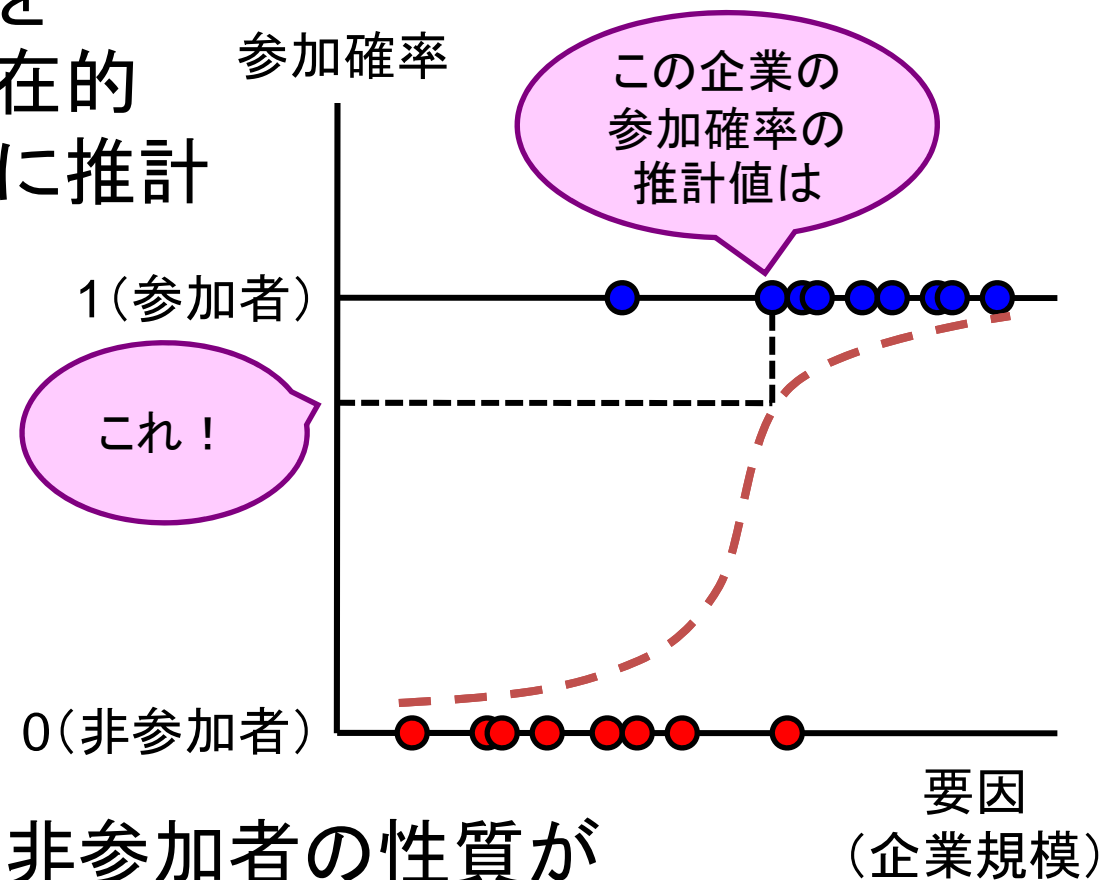 を
在的
に推計
参加確率
この企業の
参加確率の
推計値は
1（参加者）
これ！
0（非参加者）
要因
（企業規模）
非参加者の性質が